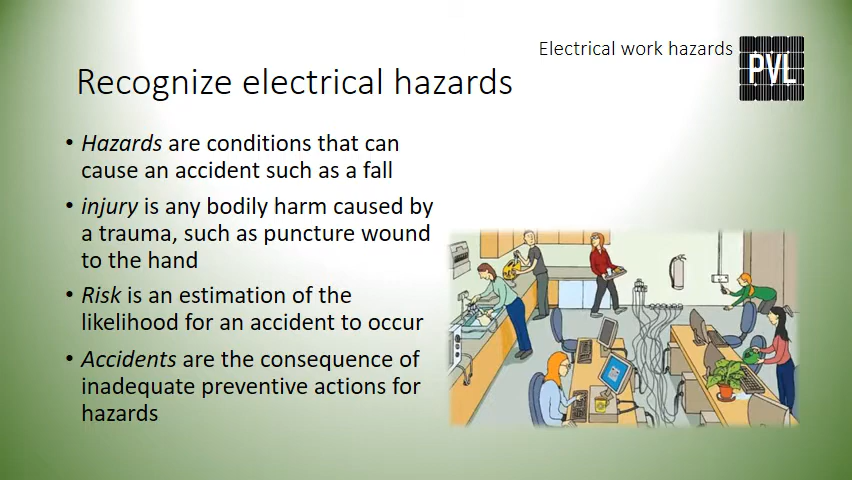 Electrical work hazards
PVL
Recognize electrical hazards
• Hazards are conditions that can
cause an accident such as a fall
• injury is any bodily harm caused by
a trauma, such as puncture wound
to the hand
• Risk is an estimation of the
likelihood for an accident to occur
• Accidents are the consequence of
inadequate preventive actions for
hazards